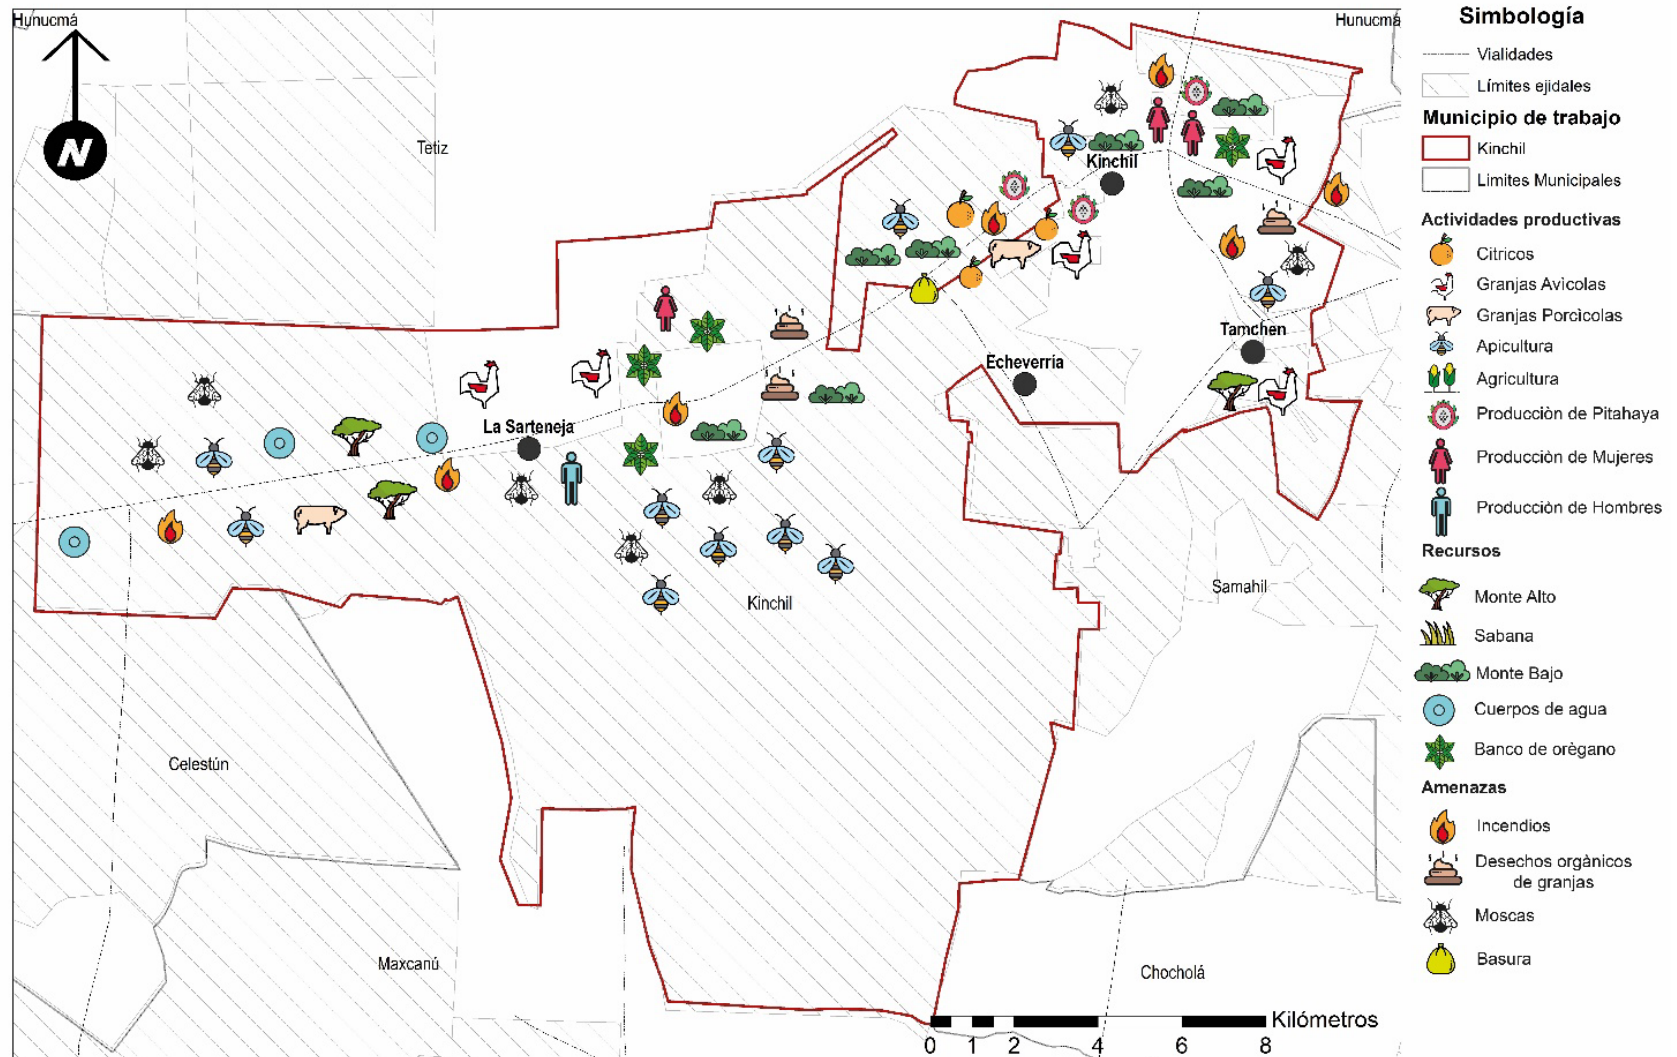 Hunucmá
Hunucmá
N
Tetiz
Kinchil
Tamchen
Echeverría
La Sarteneja
Kinchil
Samahil
Celestún
Maxcanú
Chocholá
Kilómetros
0 1 2 4 6 8
Simbología
Vialidades
Límites ejidales
Municipio de trabajo
Kinchil
Limites Municipales
Actividades productivas
Citricos
Granjas Avìcolas
Granjas Porcìcolas
Apicultura
Agricultura
Producciòn de Pitahaya
Producciòn de Mujeres
Producciòn de Hombres
Recursos
Monte Alto
Sabana
Monte Bajo
Cuerpos de agua
Banco de orègano
Amenazas
Incendios
Desechos orgànicos
de granjas
Moscas
Basura